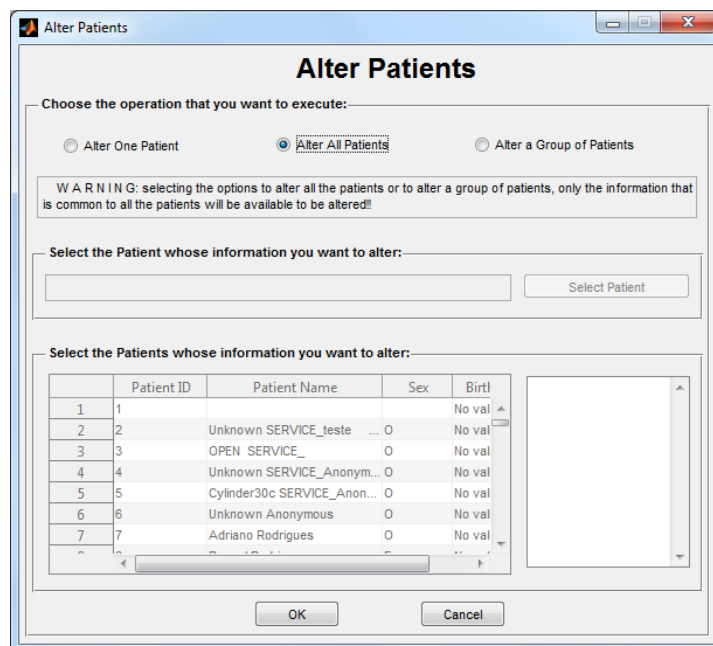 Alter Patients
Alter Patients
Choose the operation that you want to execute:
Alter One Patient Alter All Patients Alter a Group of Patients
W A R N I N G: selecting the options to alter all the patients or to alter a group of patients, only the information that
is common to all the patients will be available to be altered!!
Select the Patient whose information you want to alter:
Select Patient
Select the Patients whose information you want to alter:
Patient ID Patient Name Sex Birth
1 1 No val
2 2 Unknown SERVICE_teste ... O No val
3 3 OPEN SERVICE_ O No val
4 4 Unknown SERVICE_Anonym... O No val
5 5 Cylinder30c SERVICE_Anon... O No val
6 6 Unknown Anonymous O No val
7 7 Adriano Rodrigues O No val
OK Cancel